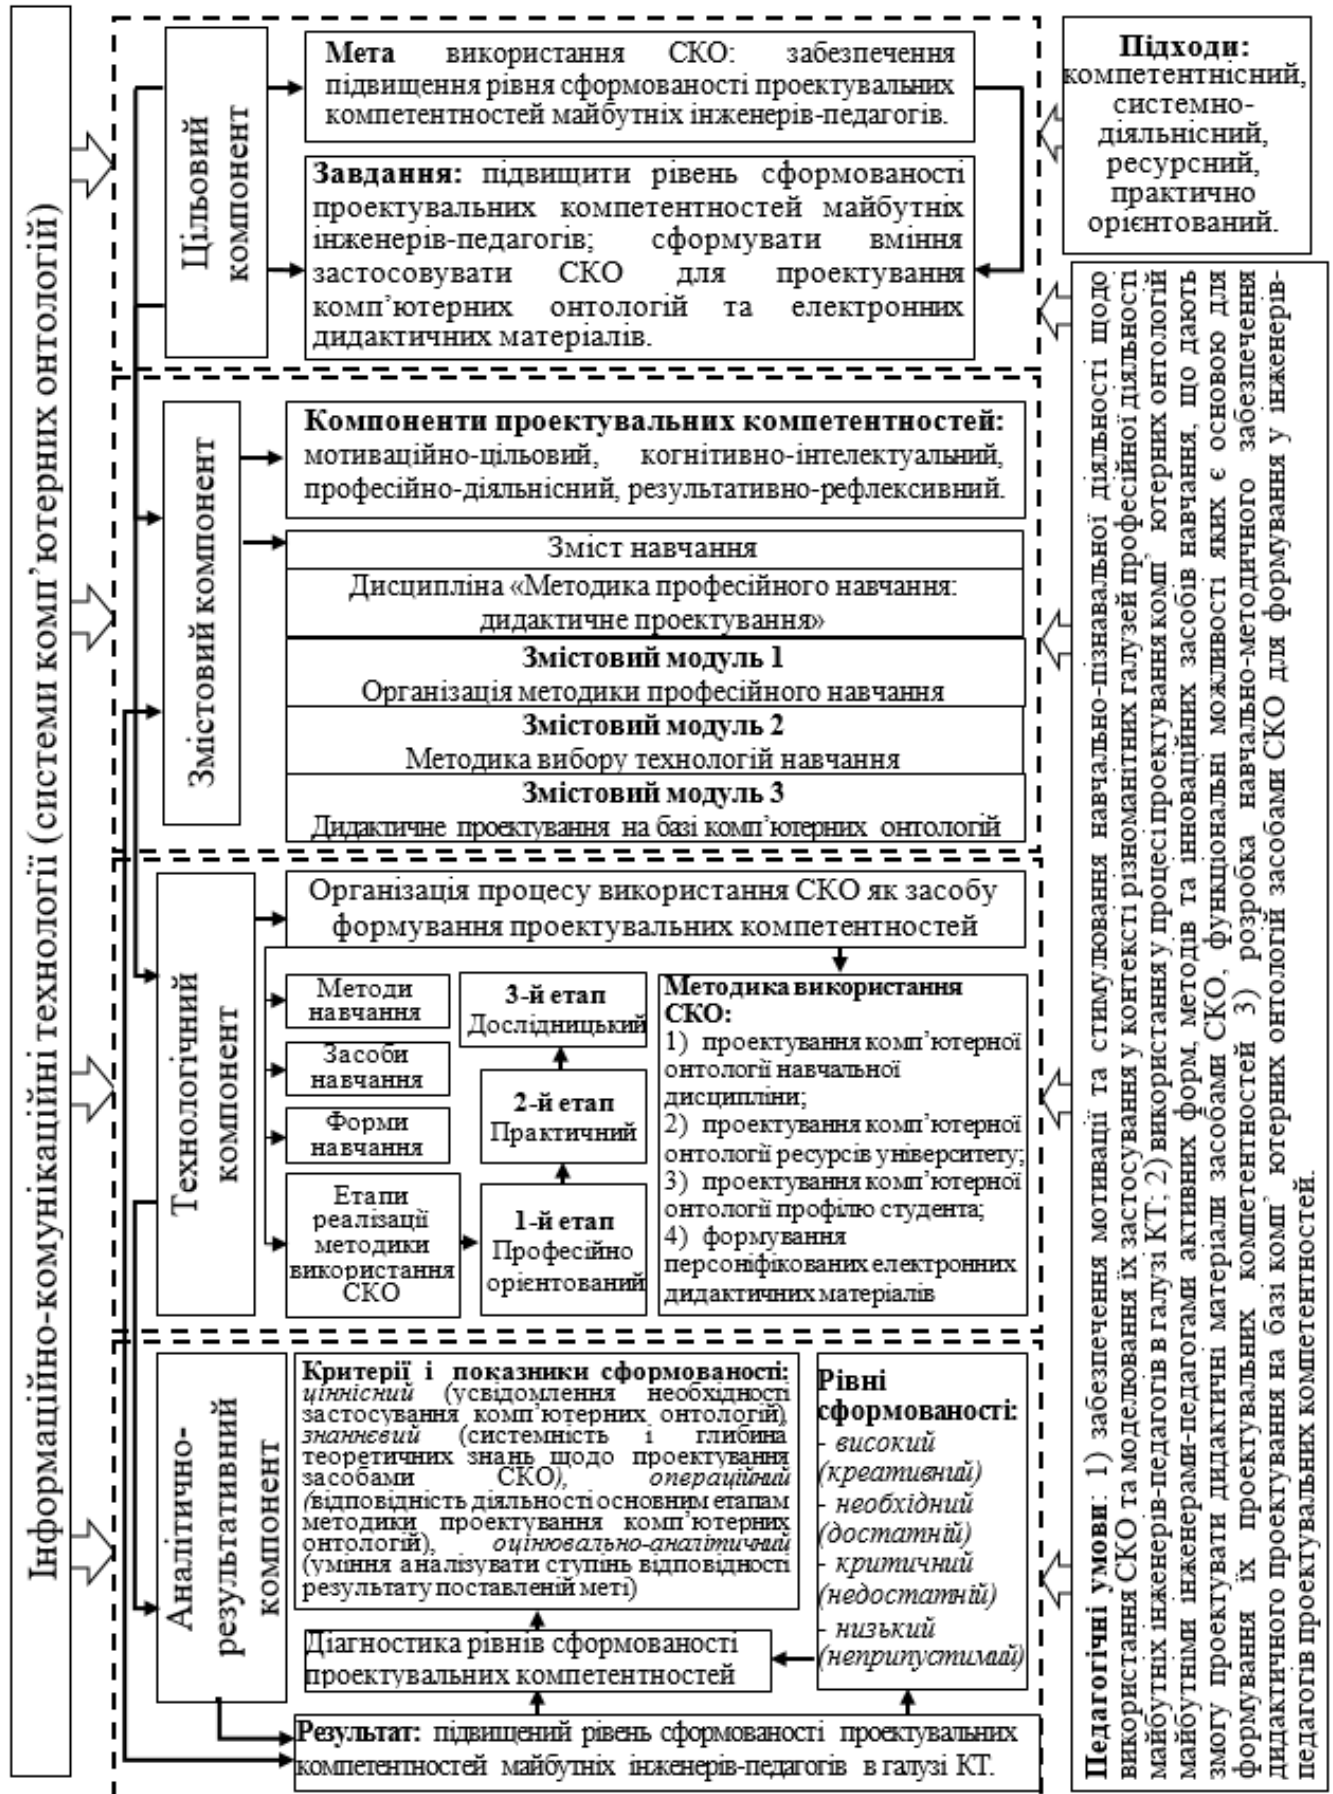 Інформаційно-комунікаційні технології (системи комп’ютерних онтологій)
Цільовий
компонент
Мета використання СКО: забезпечення
підвищення рівня сформованості проектувальних
компетентностей майбутніх інженерів-педагогів.
Завдання: підвищити рівень сформованості
проектувальних компетентностей майбутніх
інженерів-педагогів; сформувати вміння
застосовувати СКО для проектування
комп’ютерних онтологій та електронних
дидактичних матеріалів.
Підходи:
компетентнісний,
системно-
діяльнісний,
ресурсний,
практично
орієнтований.
Змістовий компонент
Компоненти проектувальних компетентностей:
мотиваційно-цільовий, когнітивно-інтелектуальний,
професійно-діяльнісний, результативно-рефлексивний.
Зміст навчання
Дисципліна «Методика професійного навчання:
дидактичне проектування»
Змістовий модуль 1
Організація методики професійного навчання
Змістовий модуль 2
Методика вибору технологій навчання
Змістовий модуль 3
Дидактичне проектування на базі комп’ютерних онтологій
Технологічний
компонент
Організація процесу використання СКО як засобу
формування проектувальних компетентностей
Методи
навчання
Засоби
навчання
Форми
навчання
Етапи
реалізації
методики
використання
СКО
3-й етап
Дослідницький
2-й етап
Практичний
1-й етап
Професійно
орієнтований
Методика використання
СКО:
1) проектування комп’ютерної
онтології навчальної
дисципліни;
2) проектування комп’ютерної
онтології ресурсів університету;
3) проектування комп’ютерної
онтології профілю студента;
4) формування
персоніфікованих електронних
дидактичних матеріалів
Аналітично-
результативний
компонент
Критерії і показники сформованості:
ціннісний (усвідомлення необхідності
застосування комп’ютерних онтологій),
знаннєвий (системність і глибина
теоретичних знань щодо проектування
засобами СКО), операційний
(відповідність діяльності основним етапам
методики проектування комп’ютерних
онтологій), оцінювально-аналітичний
(уміння аналізувати ступінь відповідності
результату поставленій меті)
Рівні
сформованості:
- високий
(креативний)
- необхідний
(достатній)
- критичний
(недостатній)
- низький
(неприпустимий)
Діагностика рівнів сформованості
проектувальних компетентностей
Результат: підвищений рівень сформованості проектувальних
компетентностей майбутніх інженерів-педагогів в галузі КТ.
Педагогічні умови: 1) забезпечення мотивації та стимулювання навчально-пізнавальної діяльності щодо
використання СКО та моделювання їх застосування у контексті різноманітних галузей професійної діяльності
майбутніх інженерів-педагогів в галузі КТ; 2) використання у процесі проектування комп’ютерних онтологій
майбутніми інженерами-педагогами активних форм, методів та інноваційних засобів навчання, що дають
змогу проектувати дидактичні матеріали засобами СКО, функціональні можливості яких є основою для
формування їх проектувальних компетентностей 3) розробка навчально-методичного забезпечення
дидактичного проектування на базі комп’ютерних онтологій засобами СКО для формування у інженерів-
педагогів проектувальних компетентностей.